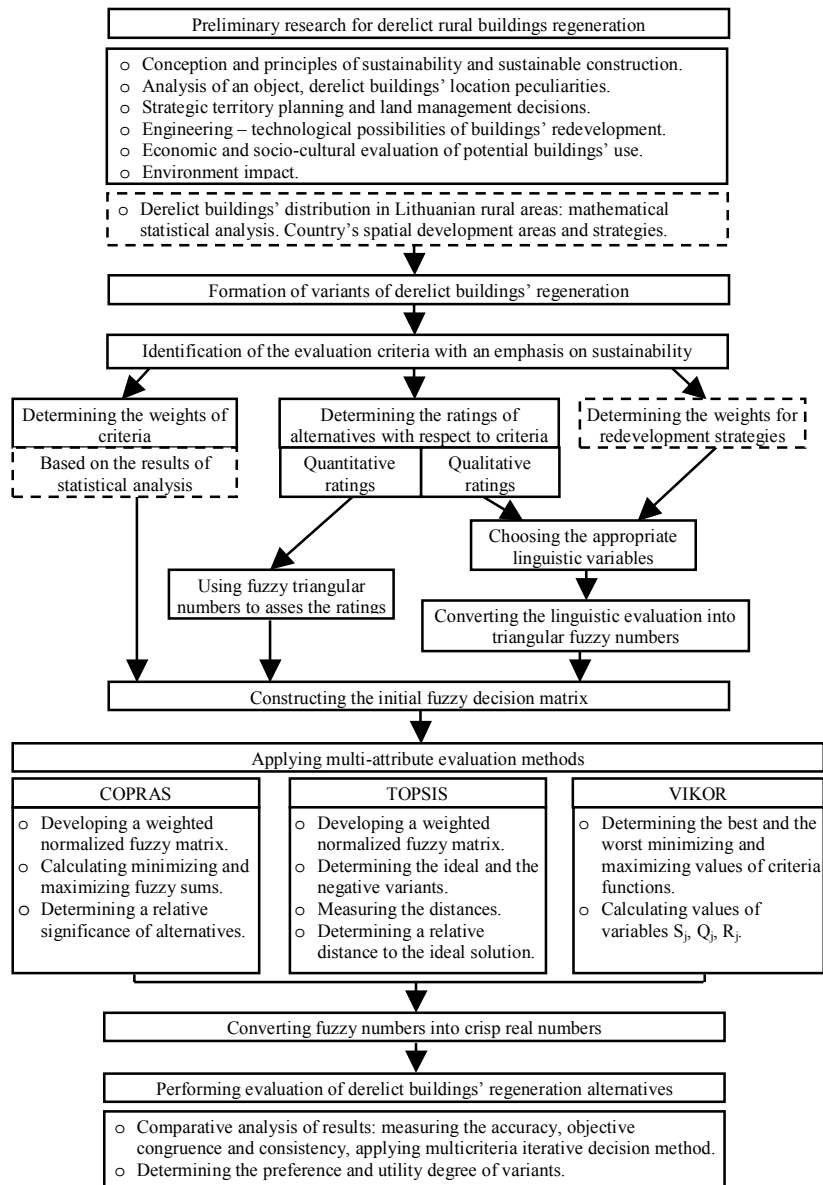 Preliminary research for derelict rural buildings regeneration
o Conception and principles of sustainability and sustainable construction.
o Analysis of an object, derelict buildings' location peculiarities.
o Strategic territory planning and land management decisions.
o Engineering – technological possibilities of buildings' redevelopment.
o Economic and socio-cultural evaluation of potential buildings' use.
o Environment impact.
o Derelict buildings' distribution in Lithuanian rural areas: mathematical
statistical analysis. Country's spatial development areas and strategies.
Formation of variants of derelict buildings' regeneration
Identification of the evaluation criteria with an emphasis on sustainability
Determining the weights of
criteria
Based on the results of
statistical analysis
Determining the ratings of
alternatives with respect to criteria
Quantitative
ratings
Qualitative
ratings
Determining the weights for
redevelopment strategies
Choosing the appropriate
linguistic variables
Using fuzzy triangular
numbers to asses the ratings
Converting the linguistic evaluation into
triangular fuzzy numbers
Constructing the initial fuzzy decision matrix
Applying multi-attribute evaluation methods
COPRAS
o Developing a weighted
normalized fuzzy matrix.
o Calculating minimizing and
maximizing fuzzy sums.
o Determining a relative
significance of alternatives.
TOPSIS
o Developing a weighted
normalized fuzzy matrix.
o Determining the ideal and the
negative variants.
o Measuring the distances.
o Determining a relative
distance to the ideal solution.
VIKOR
o Determining the best and the
worst minimizing and
maximizing values of criteria
functions.
o Calculating values of
variables Sj, Qj, Rj.
Converting fuzzy numbers into crisp real numbers
Performing evaluation of derelict buildings' regeneration alternatives
o Comparative analysis of results: measuring the accuracy, objective
congruence and consistency, applying multicriteria iterative decision method.
o Determining the preference and utility degree of variants.